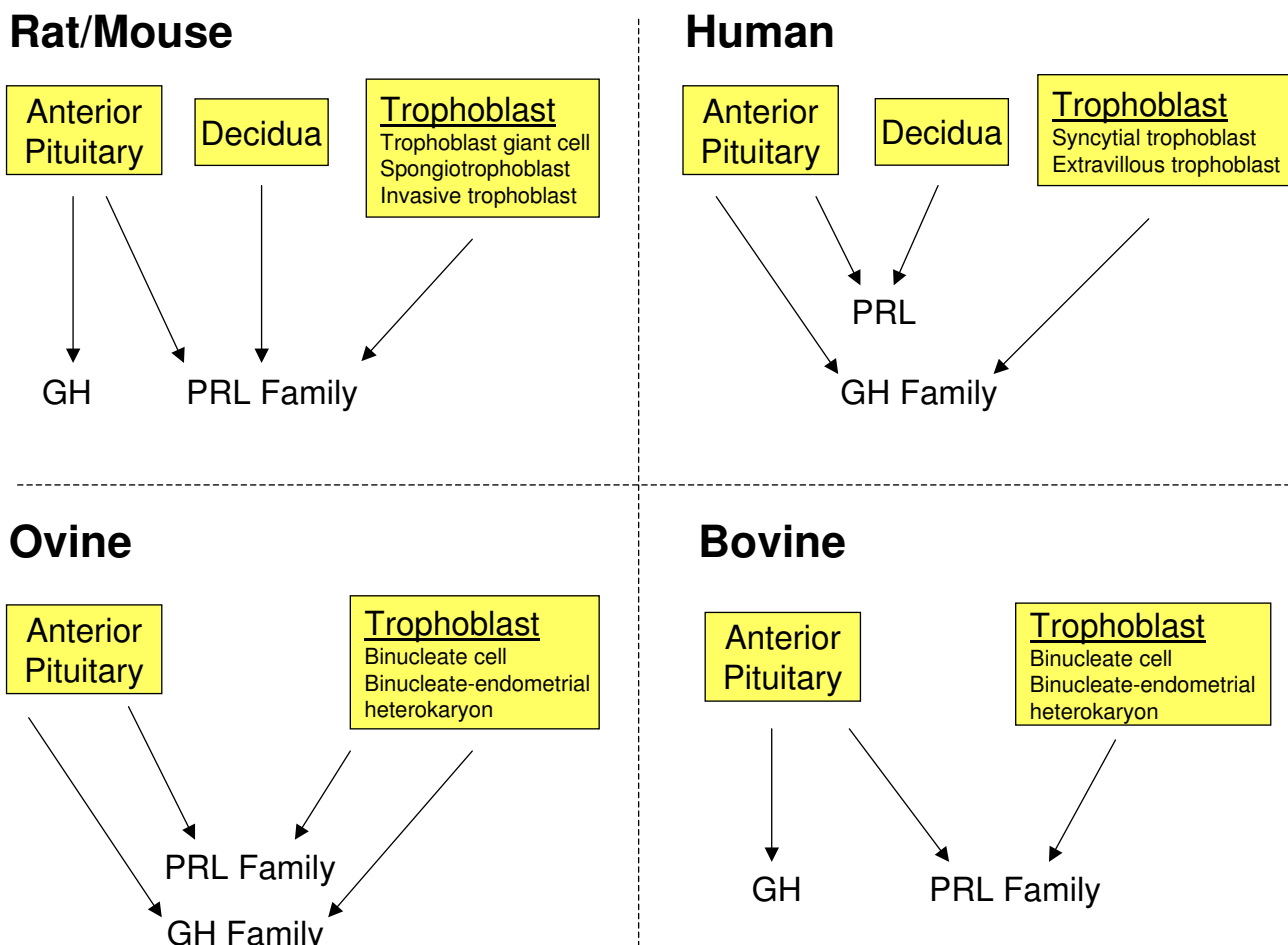 Rat/Mouse
Anterior
Pituitary
Decidua
Trophoblast
Trophoblast giant cell
Spongiotrophoblast
Invasive trophoblast
GH
PRL Family
Human
Anterior
Pituitary
Decidua
Trophoblast
Syncytial trophoblast
Extravillous trophoblast
PRL
GH Family
Ovine
Anterior
Pituitary
Trophoblast
Binucleate cell
Binucleate-endometrial
heterokaryon
PRL Family
GH Family
Bovine
Anterior
Pituitary
Trophoblast
Binucleate cell
Binucleate-endometrial
heterokaryon
GH
PRL Family